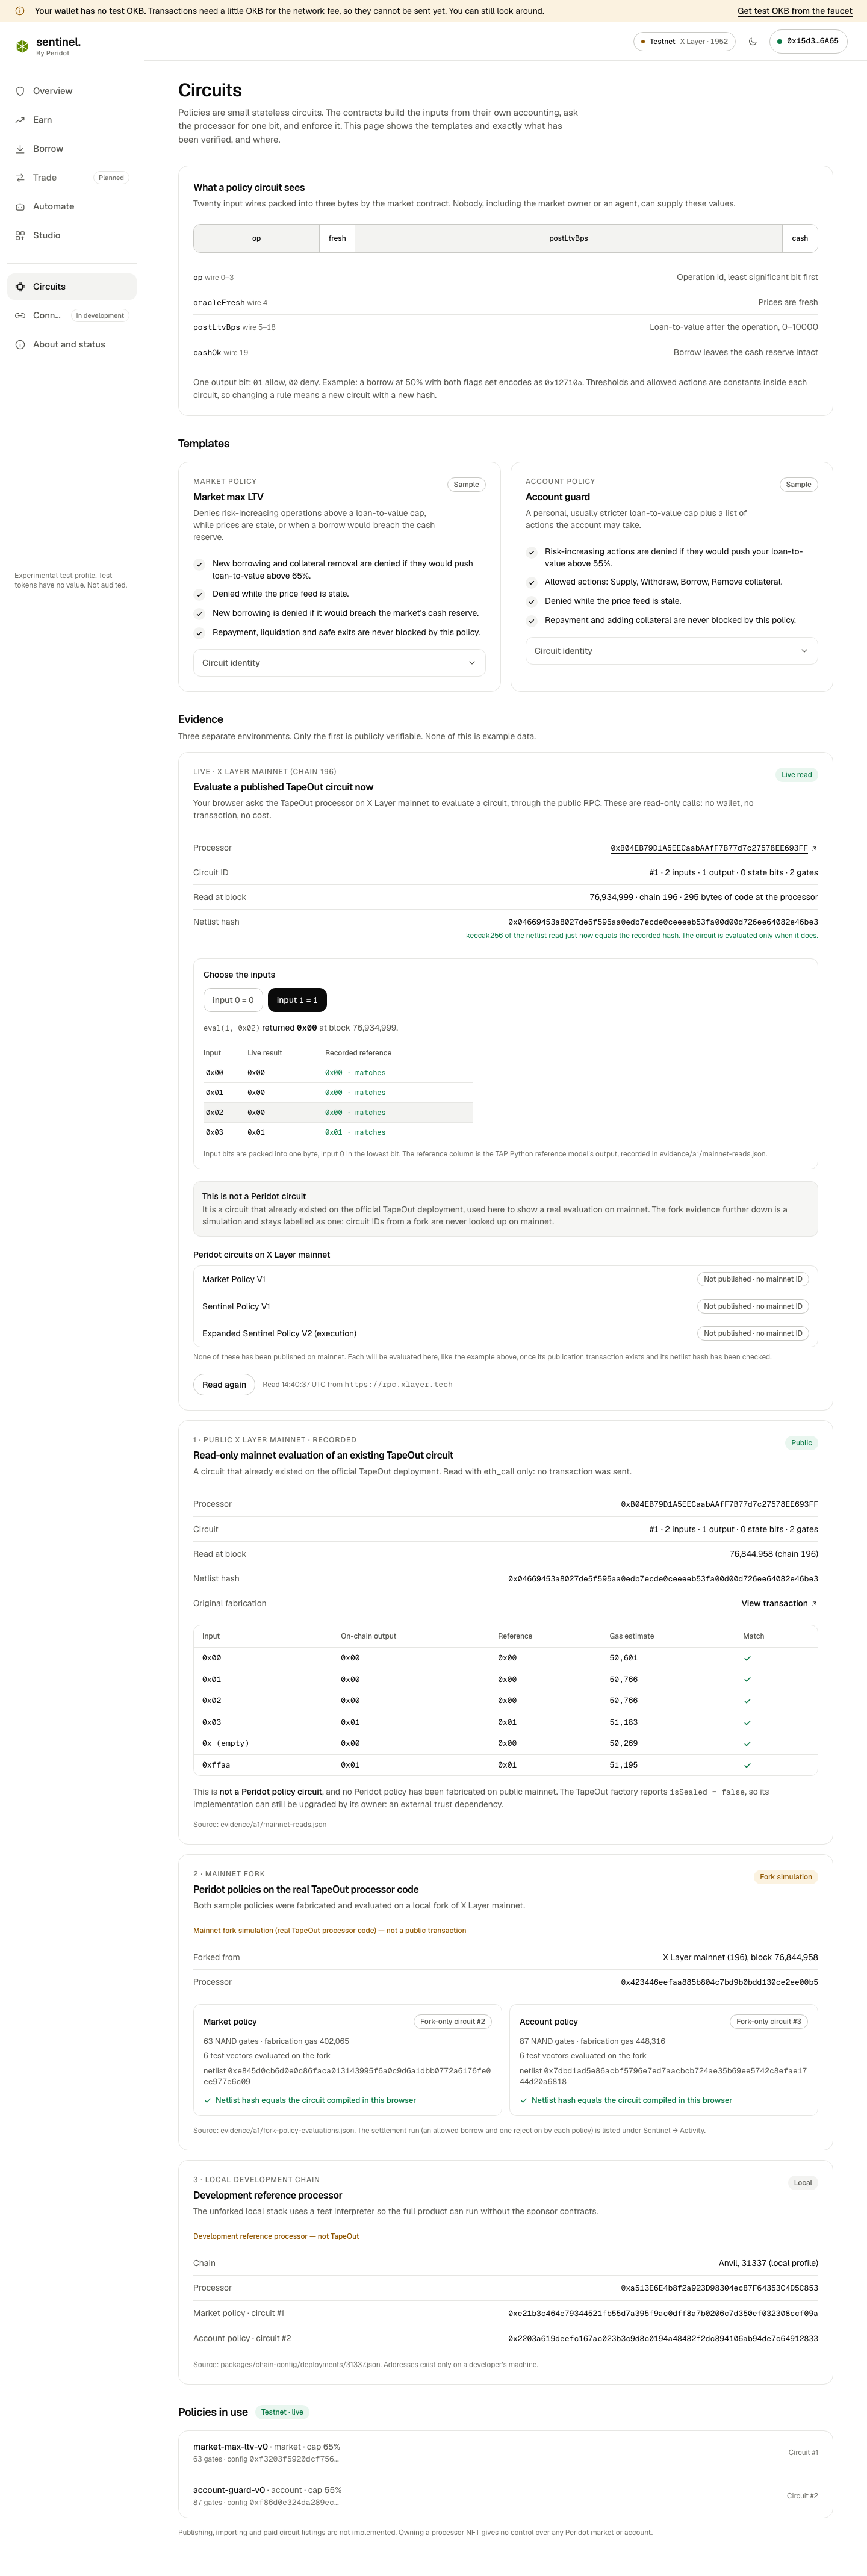 Your wallet has no test OKB. Transactions need a little OKB for the network fee, so they cannot be sent yet. You can still look around.
Get test OKB from the faucet
sentinel.
By Peridot
Testnet X Layer · 1952
0x15d3…6A65
Overview
Earn
Borrow
Trade
Planned
Automate
Studio
Circuits
Conn…
In development
About and status
Experimental test profile. Test
tokens have no value. Not audited.
Circuits
Policies are small stateless circuits. The contracts build the inputs from their own accounting, ask
the processor for one bit, and enforce it. This page shows the templates and exactly what has
been verified, and where.
What a policy circuit sees
Twenty input wires packed into three bytes by the market contract. Nobody, including the market owner or an agent, can supply these values.
op
fresh
postLtvBps
cash
op wire 0–3
Operation id, least significant bit first
oracleFresh wire 4
Prices are fresh
postLtvBps wire 5–18
Loan-to-value after the operation, 0–10000
cashOk wire 19
Borrow leaves the cash reserve intact
One output bit: 01 allow, 00 deny. Example: a borrow at 50% with both flags set encodes as 0x12710a. Thresholds and allowed actions are constants inside each
circuit, so changing a rule means a new circuit with a new hash.
Templates
MARKET POLICY
Sample
Market max LTV
Denies risk-increasing operations above a loan-to-value cap,
while prices are stale, or when a borrow would breach the cash
reserve.
New borrowing and collateral removal are denied if they would push
loan-to-value above 65%.
Denied while the price feed is stale.
New borrowing is denied if it would breach the market's cash reserve.
Repayment, liquidation and safe exits are never blocked by this policy.
Circuit identity
ACCOUNT POLICY
Sample
Account guard
A personal, usually stricter loan-to-value cap plus a list of
actions the account may take.
Risk-increasing actions are denied if they would push your loan-to-
value above 55%.
Allowed actions: Supply, Withdraw, Borrow, Remove collateral.
Denied while the price feed is stale.
Repayment and adding collateral are never blocked by this policy.
Circuit identity
Evidence
Three separate environments. Only the first is publicly verifiable. None of this is example data.
LIVE · X LAYER MAINNET (CHAIN 196)
Live read
Evaluate a published TapeOut circuit now
Your browser asks the TapeOut processor on X Layer mainnet to evaluate a circuit, through the public RPC. These are read-only calls: no wallet, no
transaction, no cost.
Processor
0xB04EB79D1A5EECaabAAfF7B77d7c27578EE693FF
Circuit ID
#1 · 2 inputs · 1 output · 0 state bits · 2 gates
Read at block
76,934,999 · chain 196 · 295 bytes of code at the processor
Netlist hash
0x04669453a8027de5f595aa0edb7ecde0ceeeeb53fa00d00d726ee64082e46be3
keccak256 of the netlist read just now equals the recorded hash. The circuit is evaluated only when it does.
Choose the inputs
input 0 = 0
input 1 = 1
eval(1, 0x02) returned 0x00 at block 76,934,999.
Input Live result Recorded reference
0x00 0x00 0x00 · matches
0x01 0x00 0x00 · matches
0x02 0x00 0x00 · matches
0x03 0x01 0x01 · matches
Input bits are packed into one byte, input 0 in the lowest bit. The reference column is the TAP Python reference model's output, recorded in evidence/a1/mainnet-reads.json.
This is not a Peridot circuit
It is a circuit that already existed on the official TapeOut deployment, used here to show a real evaluation on mainnet. The fork evidence further down is a
simulation and stays labelled as one: circuit IDs from a fork are never looked up on mainnet.
Peridot circuits on X Layer mainnet
Market Policy V1
Not published · no mainnet ID
Sentinel Policy V1
Not published · no mainnet ID
Expanded Sentinel Policy V2 (execution)
Not published · no mainnet ID
None of these has been published on mainnet. Each will be evaluated here, like the example above, once its publication transaction exists and its netlist hash has been checked.
Read again
Read 14:40:37 UTC from https://rpc.xlayer.tech
1 · PUBLIC X LAYER MAINNET · RECORDED
Public
Read-only mainnet evaluation of an existing TapeOut circuit
A circuit that already existed on the official TapeOut deployment. Read with eth_call only: no transaction was sent.
Processor
0xB04EB79D1A5EECaabAAfF7B77d7c27578EE693FF
Circuit
#1 · 2 inputs · 1 output · 0 state bits · 2 gates
Read at block
76,844,958 (chain 196)
Netlist hash
0x04669453a8027de5f595aa0edb7ecde0ceeeeb53fa00d00d726ee64082e46be3
Original fabrication
View transaction
Input On-chain output Reference Gas estimate Match
0x00 0x00 0x00 50,601
0x01 0x00 0x00 50,766
0x02 0x00 0x00 50,766
0x03 0x01 0x01 51,183
0x (empty) 0x00 0x00 50,269
0xffaa 0x01 0x01 51,195
This is not a Peridot policy circuit, and no Peridot policy has been fabricated on public mainnet. The TapeOut factory reports isSealed = false, so its
implementation can still be upgraded by its owner: an external trust dependency.
Source: evidence/a1/mainnet-reads.json
2 · MAINNET FORK
Fork simulation
Peridot policies on the real TapeOut processor code
Both sample policies were fabricated and evaluated on a local fork of X Layer mainnet.
Mainnet fork simulation (real TapeOut processor code) — not a public transaction
Forked from
X Layer mainnet (196), block 76,844,958
Processor
0x423446eefaa885b804c7bd9b0bdd130ce2ee00b5
Market policy
Fork-only circuit #2
63 NAND gates · fabrication gas 402,065
6 test vectors evaluated on the fork
netlist 0xe845d0cb6d0e0c86faca013143995f6a0c9d6a1dbb0772a6176fe0
ee977e6c09
Netlist hash equals the circuit compiled in this browser
Account policy
Fork-only circuit #3
87 NAND gates · fabrication gas 448,316
6 test vectors evaluated on the fork
netlist 0x7dbd1ad5e86acbf5796e7ed7aacbcb724ae35b69ee5742c8efae17
44d20a6818
Netlist hash equals the circuit compiled in this browser
Source: evidence/a1/fork-policy-evaluations.json. The settlement run (an allowed borrow and one rejection by each policy) is listed under Sentinel → Activity.
3 · LOCAL DEVELOPMENT CHAIN
Local
Development reference processor
The unforked local stack uses a test interpreter so the full product can run without the sponsor contracts.
Development reference processor — not TapeOut
Chain
Anvil, 31337 (local profile)
Processor
0xa513E6E4b8f2a923D98304ec87F64353C4D5C853
Market policy · circuit #1
0xe21b3c464e79344521fb55d7a395f9ac0dff8a7b0206c7d350ef032308ccf09a
Account policy · circuit #2
0x2203a619deefc167ac023b3c9d8c0194a48482f2dc894106ab94de7c64912833
Source: packages/chain-config/deployments/31337.json. Addresses exist only on a developer's machine.
Policies in use
Testnet · live
market-max-ltv-v0 · market · cap 65%
63 gates · config 0xf3203f5920dcf756…
Circuit #1
account-guard-v0 · account · cap 55%
87 gates · config 0xf86d0e324da289ec…
Circuit #2
Publishing, importing and paid circuit listings are not implemented. Owning a processor NFT gives no control over any Peridot market or account.